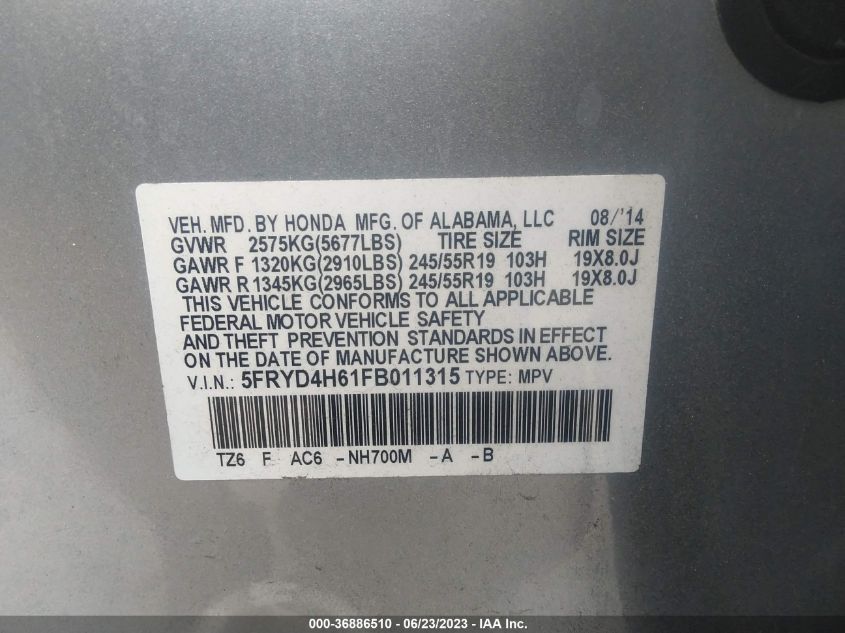 VEH. MFD. BY HONDA MFG. OF ALABAMA, LLC 08/'14
GVWR 2575KG(5677LBS) TIRE SIZE RIM SIZE
GAWR F 1320KG(2910LBS) 245/55R19 103H 19X8.0J
GAWR R 1345KG(2965LBS) 245/55R19 103H 19X8.0J
THIS VEHICLE CONFORMS TO ALL APPLICABLE
FEDERAL MOTOR VEHICLE SAFETY
AND THEFT PREVENTION STANDARDS IN EFFECT
ON THE DATE OF MANUFACTURE SHOWN ABOVE.
V.I.N.: 5FRYD4H61FB011315 TYPE: MPV
TZ6 F AC6 -NH700M -A -B
000-36886510 - 06/23/2023 - IAA Inc.